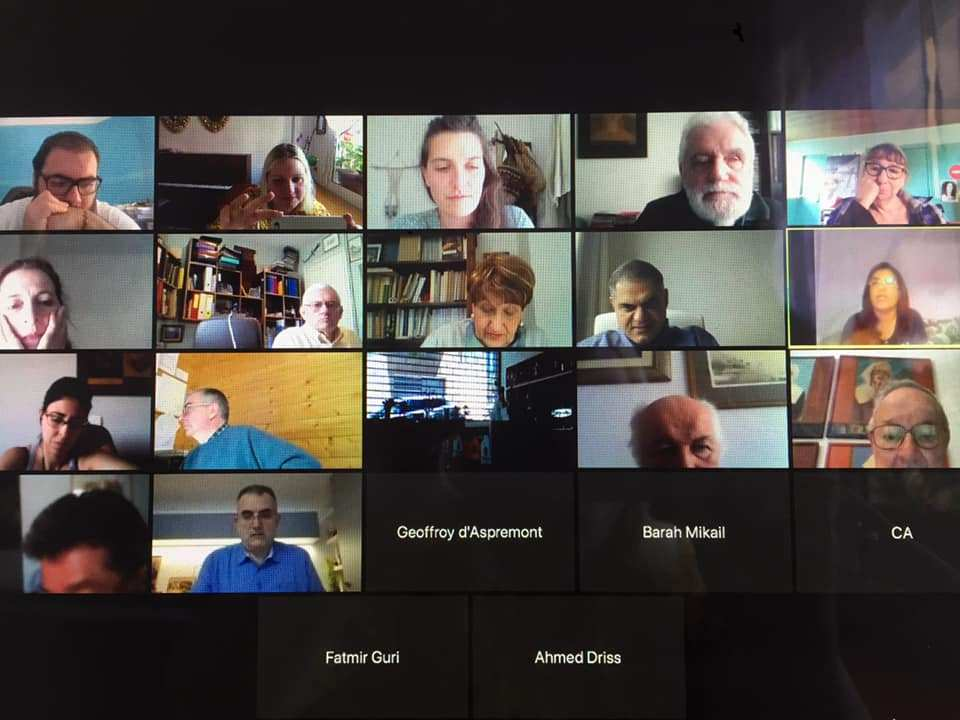 Geoffroy d'Aspremont
Barah Mikail
CA
Fatmir Guri
Ahmed Driss